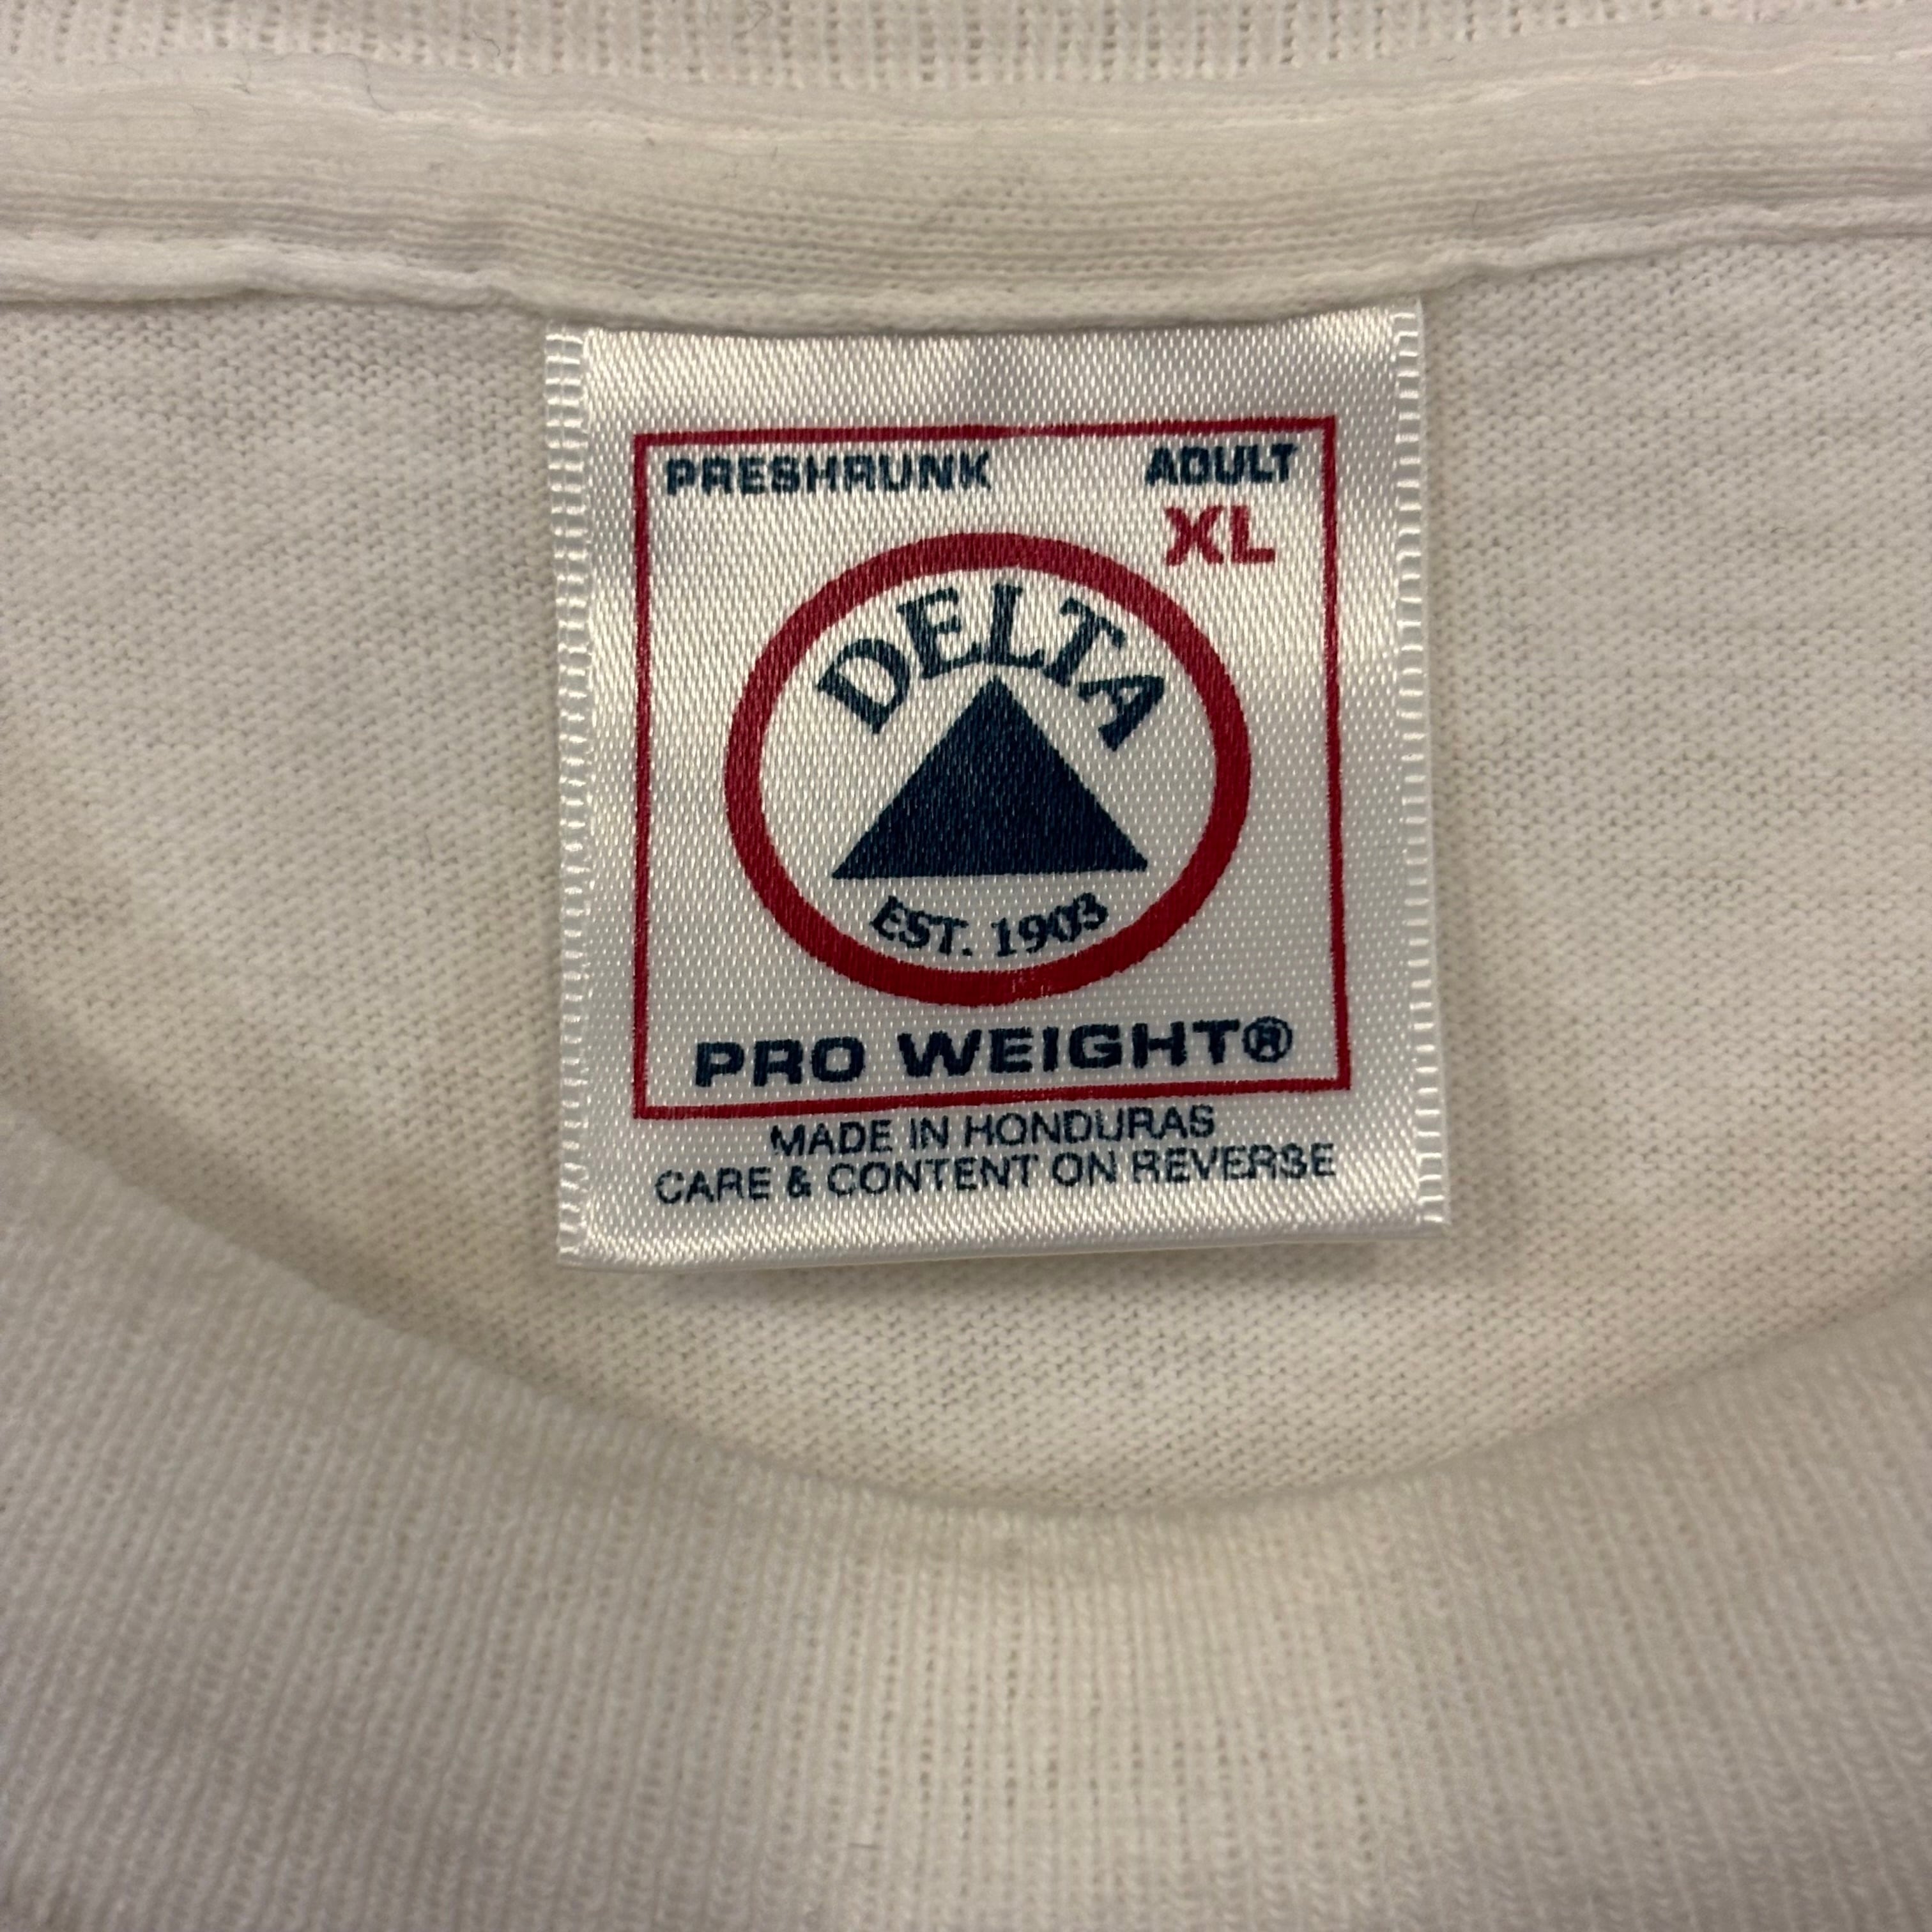 PRESHRUNK ADULT
XL
DELTA
EST. 1903
PRO WEIGHT®
MADE IN HONDURAS
CARE & CONTENT ON REVERSE